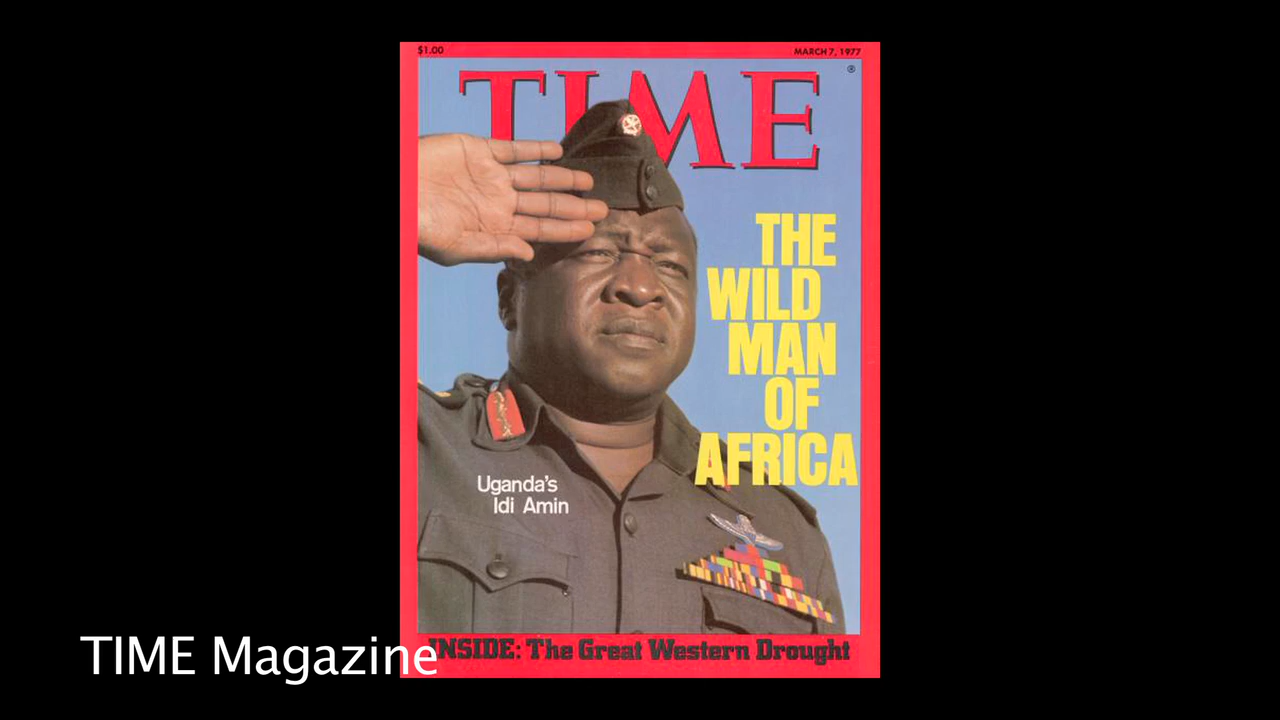 $1.00 MARCH 7, 1977
TIME
®
THE
WILD
MAN
OF
AFRICA
Uganda's
Idi Amin
INSIDE: The Great Western Drought
TIME Magazine